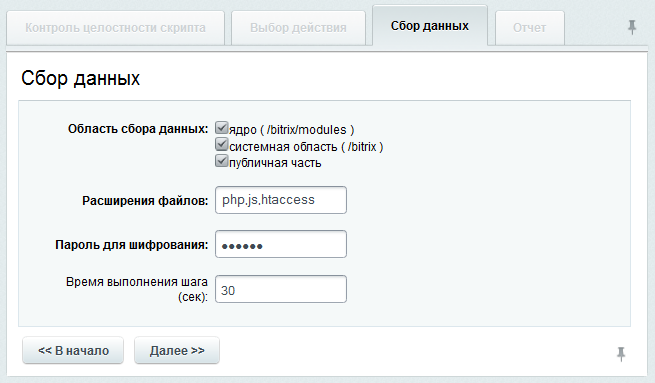 Контроль целостности скрипта
Выбор действия
Сбор данных
Отчет
Сбор данных
Область сбора данных:
ядро ( /bitrix/modules )
системная область ( /bitrix )
публичная часть
Расширения файлов:
php,js,htaccess
Пароль для шифрования:
••••••
Время выполнения шага
(сек):
30
<< В начало
Далее >>